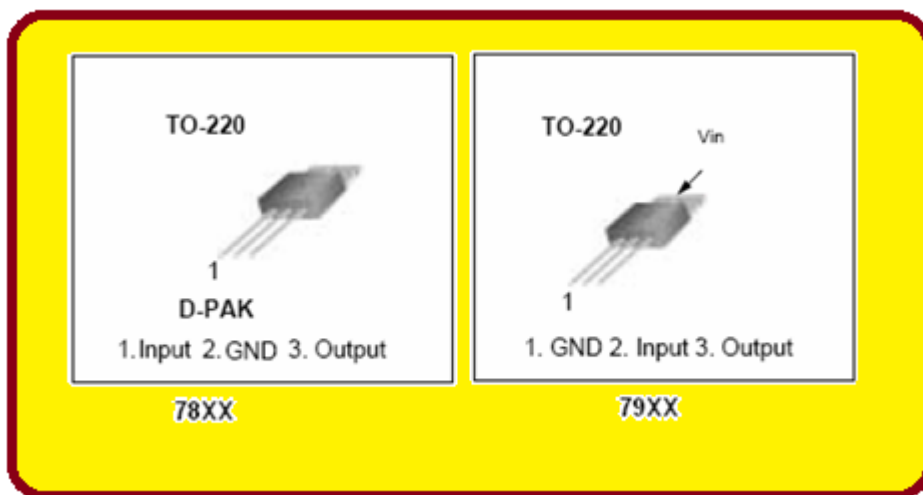 TO-220
1
D-PAK
1. Input 2. GND 3. Output
78XX
TO-220
Vin
1
1. GND 2. Input 3. Output
79XX